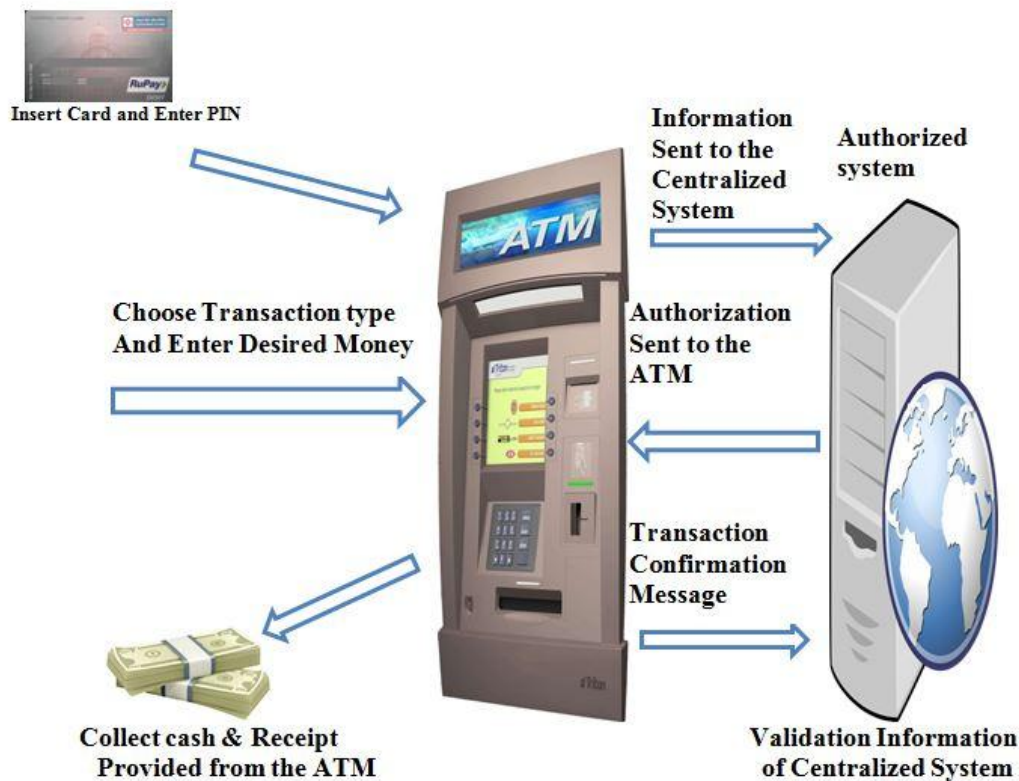 RuPay
Insert Card and Enter PIN
Information
Sent to the
Centralized
System
Authorized
system
ATM
Choose Transaction type
And Enter Desired Money
Authorization
Sent to the
ATM
Transaction
Confirmation
Message
Collect cash & Receipt
Provided from the ATM
Validation Information
of Centralized System